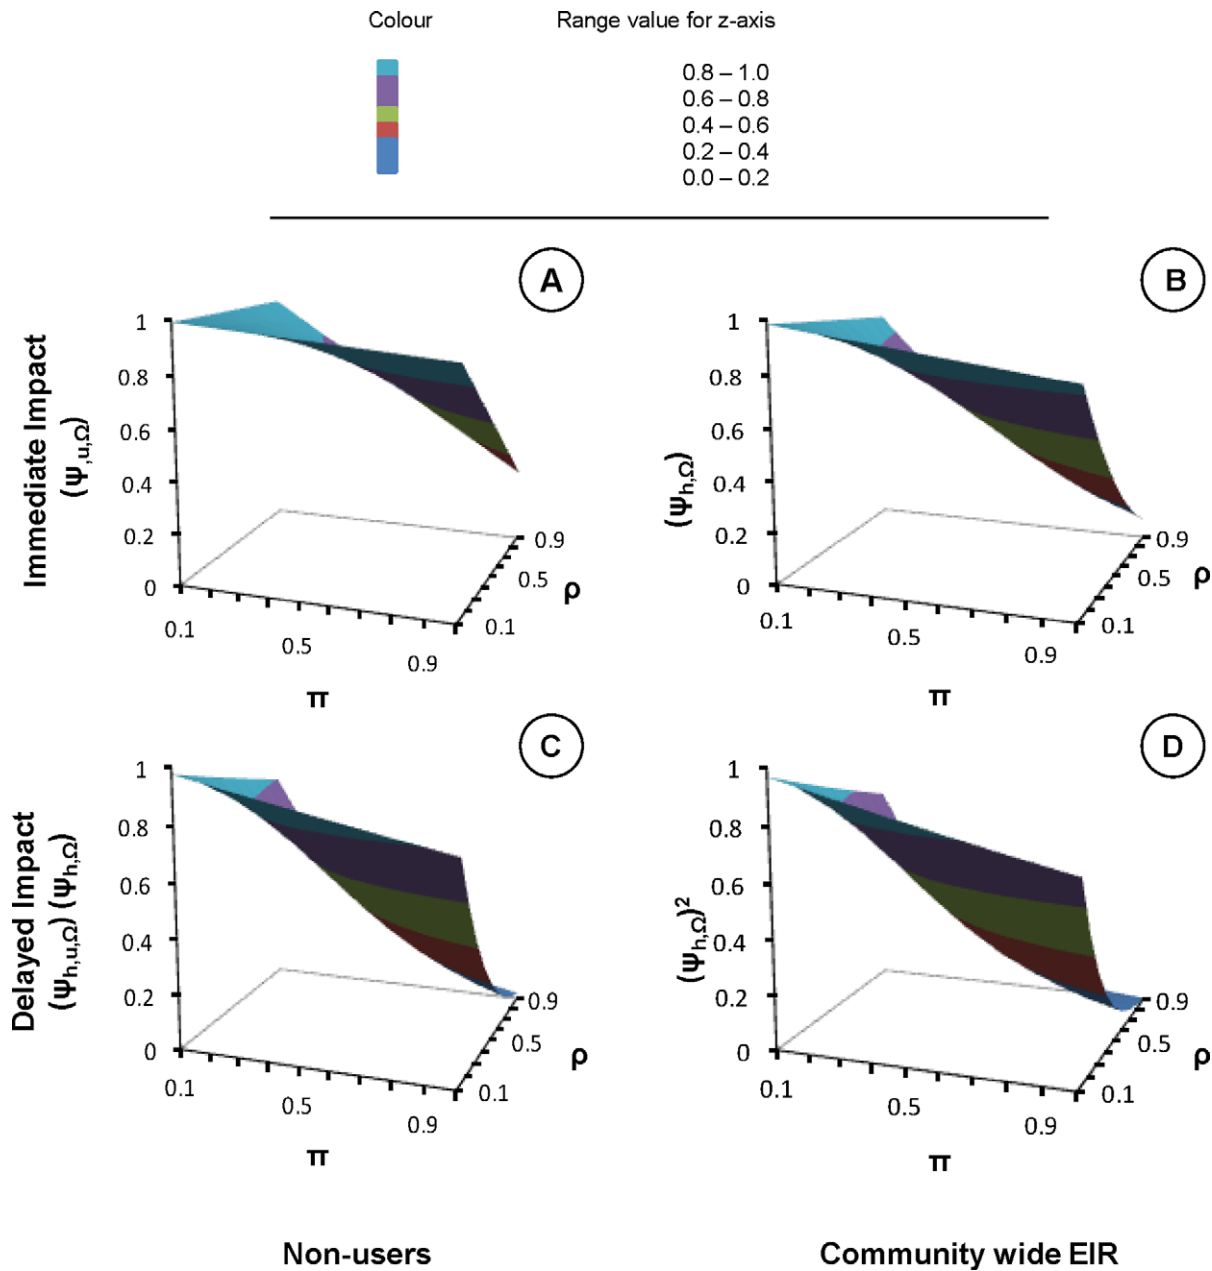 Colour Range value for z-axis
0.8 – 1.0
0.6 – 0.8
0.4 – 0.6
0.2 – 0.4
0.0 – 0.2
A
Immediate Impact
(Ψ,u,Ω)
1
0.8
0.6
0.4
0.2
0
0.1
0.5
0.9
π
0.1
0.5
0.9
ρ
B
(Ψh,Ω)
1
0.8
0.6
0.4
0.2
0
0.1
0.5
0.9
π
0.1
0.5
0.9
ρ
C
Delayed Impact
(Ψh,u,Ω) (Ψh,Ω)
1
0.8
0.6
0.4
0.2
0
0.1
0.5
0.9
π
0.1
0.5
0.9
ρ
D
(Ψh,Ω)²
1
0.8
0.6
0.4
0.2
0
0.1
0.5
0.9
π
0.1
0.5
0.9
ρ
Non-users
Community wide EIR